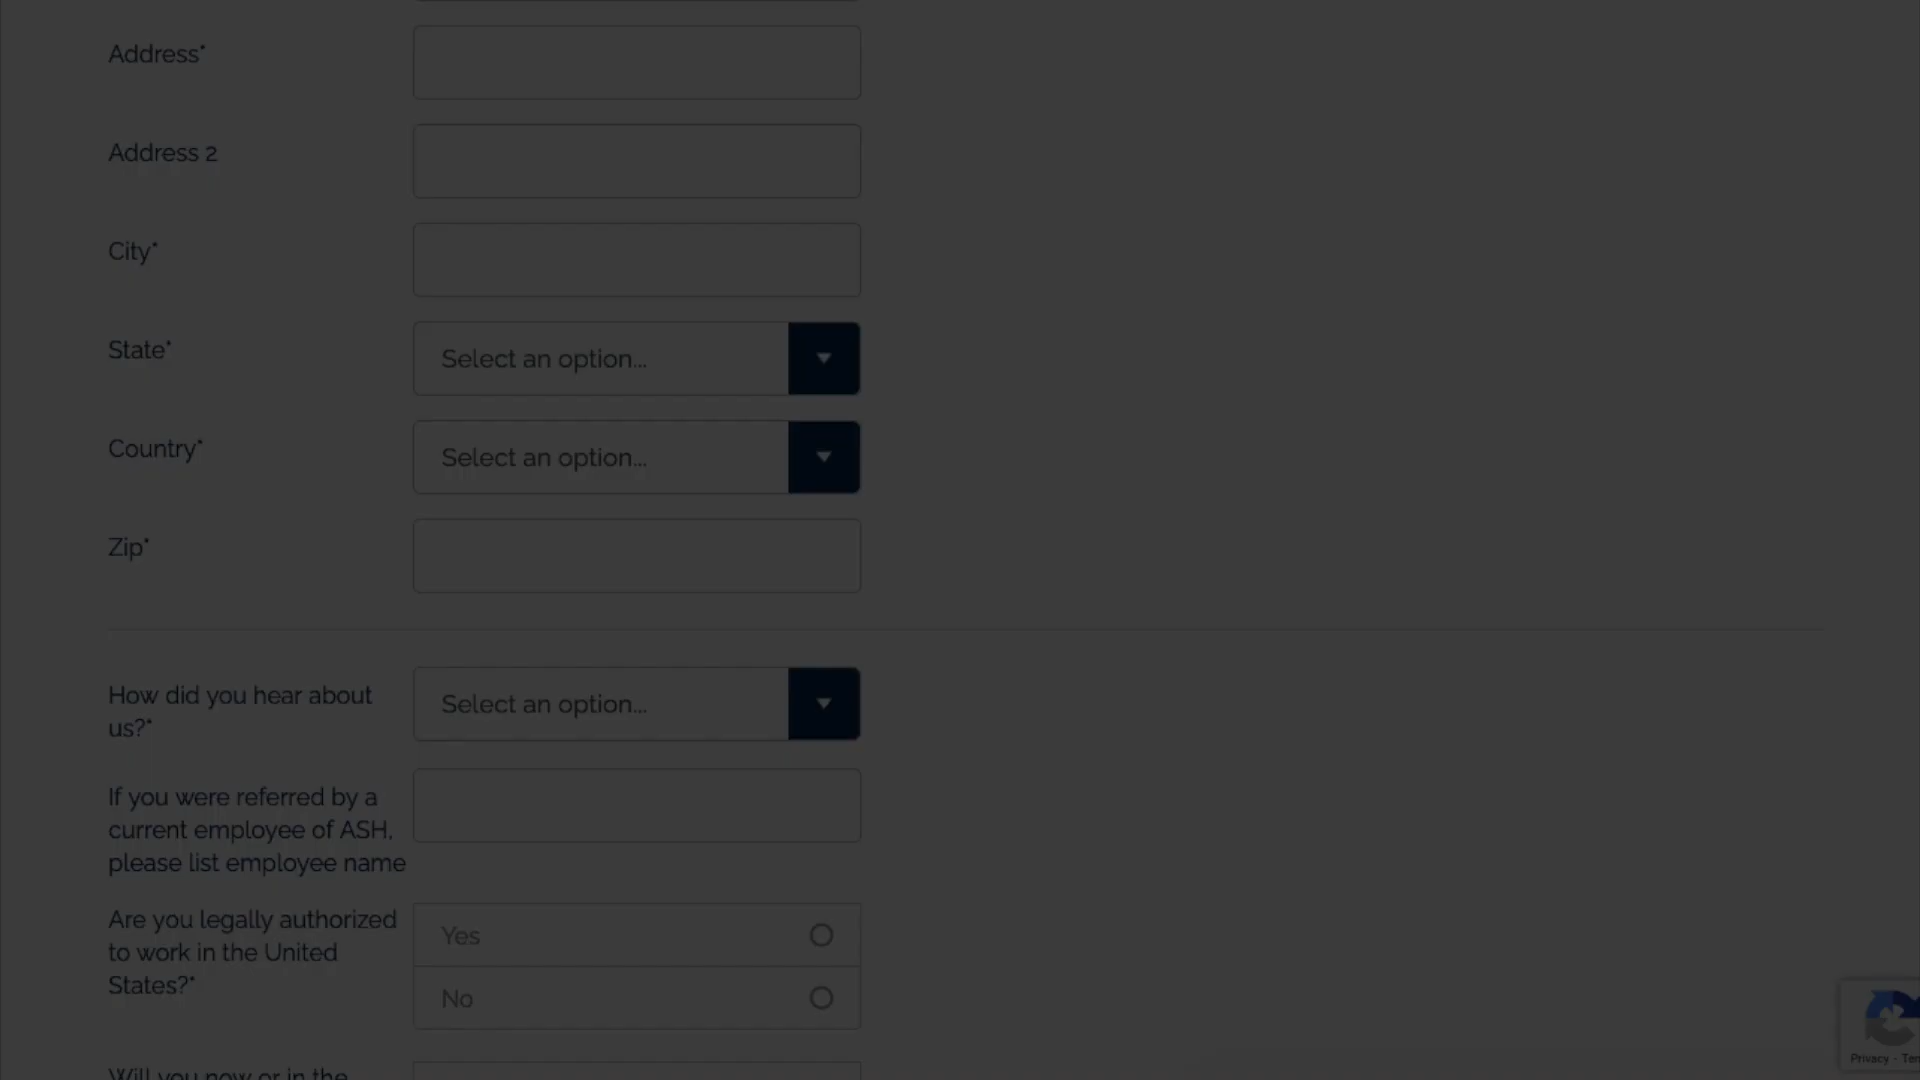 Address*
Address 2
City*
State*
Select an option...
Country*
Select an option...
Zip*
How did you hear about
us?*
Select an option...
If you were referred by a
current employee of ASH,
please list employee name
Are you legally authorized
to work in the United
States?*
Yes
No
Will you now or in the
Privacy - Ter